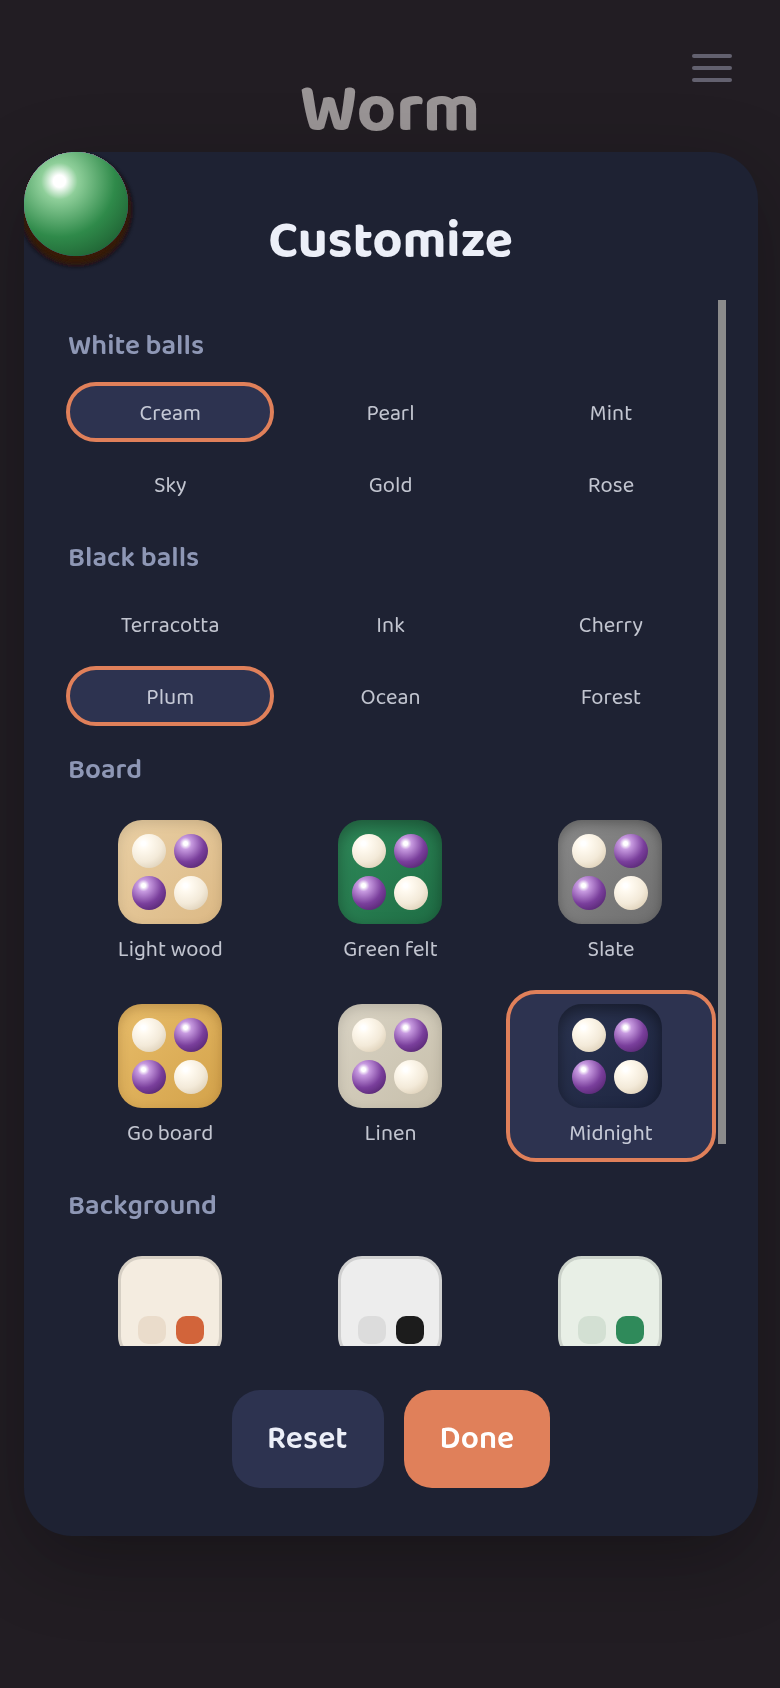 Worm
Customize
White balls
Cream Pearl Mint
Sky Gold Rose
Black balls
Terracotta Ink Cherry
Plum Ocean Forest
Board
Light wood Green felt Slate
Go board Linen Midnight
Background
Reset Done